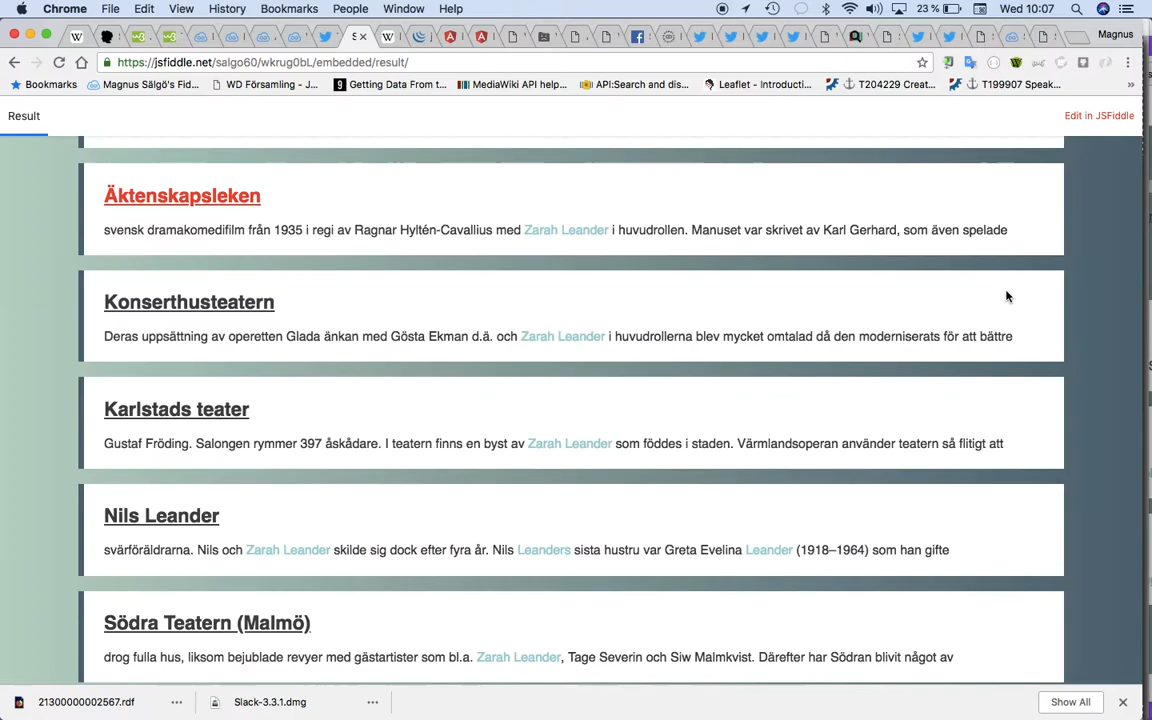 Chrome File Edit View History Bookmarks People Window Help 23 % Wed 10:07
Magnus
https://jsfiddle.net/salgo60/wkrug0bL/embedded/result/
Bookmarks Magnus Sälgö's Fid... WD Församling - J... Getting Data From t... MediaWiki API help... API:Search and dis... Leaflet - Introducti... T204229 Creat... T199907 Speak... »
Result Edit in JSFiddle
Äktenskapsleken
svensk dramakomedifilm från 1935 i regi av Ragnar Hyltén-Cavallius med Zarah Leander i huvudrollen. Manuset var skrivet av Karl Gerhard, som även spelade
Konserthusteatern
Deras uppsättning av operetten Glada änkan med Gösta Ekman d.ä. och Zarah Leander i huvudrollerna blev mycket omtalad då den moderniserats för att bättre
Karlstads teater
Gustaf Fröding. Salongen rymmer 397 åskådare. I teatern finns en byst av Zarah Leander som föddes i staden. Värmlandsoperan använder teatern så flitigt att
Nils Leander
svärföräldrarna. Nils och Zarah Leander skilde sig dock efter fyra år. Nils Leanders sista hustru var Greta Evelina Leander (1918–1964) som han gifte
Södra Teatern (Malmö)
drog fulla hus, liksom bejublade revyer med gästartister som bl.a. Zarah Leander, Tage Severin och Siw Malmkvist. Därefter har Södran blivit något av
21300000002567.rdf Slack-3.3.1.dmg Show All